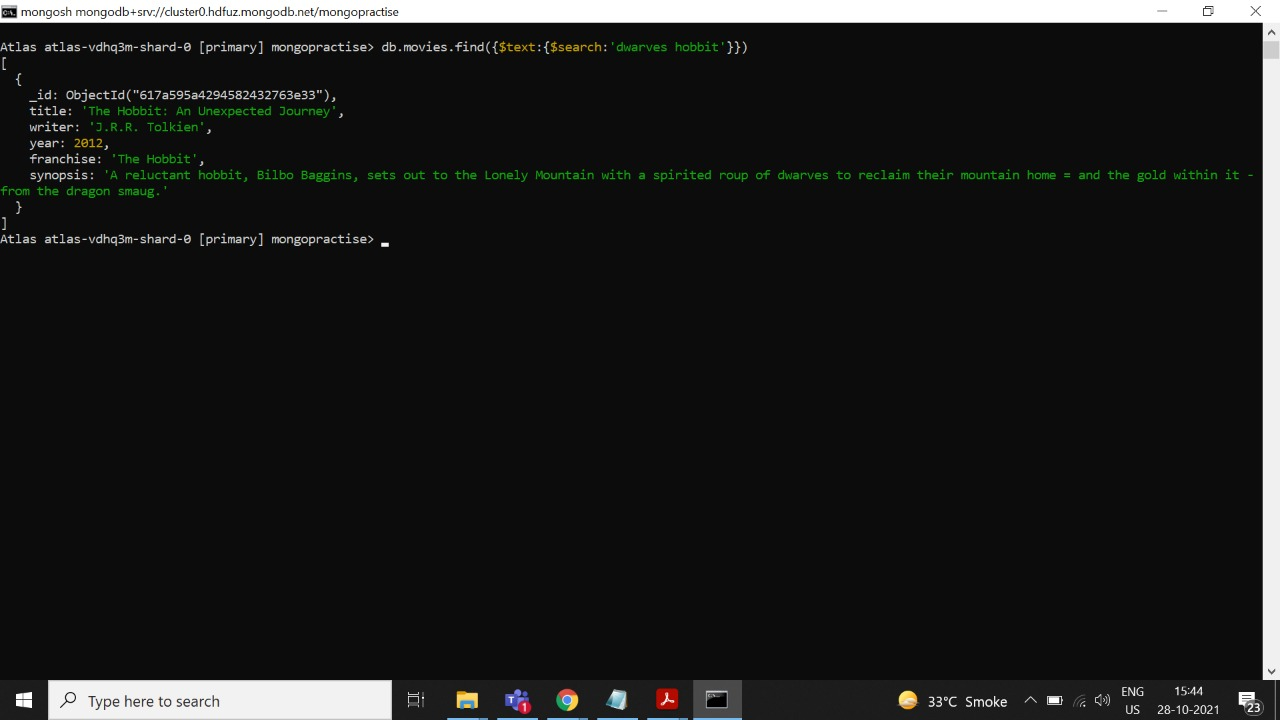 mongosh mongodb+srv://cluster0.hdfuz.mongodb.net/mongopractise
Atlas atlas-vdhq3m-shard-0 [primary] mongopractise> db.movies.find({$text:{$search:'dwarves hobbit'}})
[
  {
    _id: ObjectId("617a595a4294582432763e33"),
    title: 'The Hobbit: An Unexpected Journey',
    writer: 'J.R.R. Tolkien',
    year: 2012,
    franchise: 'The Hobbit',
    synopsis: 'A reluctant hobbit, Bilbo Baggins, sets out to the Lonely Mountain with a spirited roup of dwarves to reclaim their mountain home = and the gold within it -
from the dragon smaug.'
  }
]
Atlas atlas-vdhq3m-shard-0 [primary] mongopractise>
Type here to search
1
33°C Smoke
ENG
US
15:44
28-10-2021
23